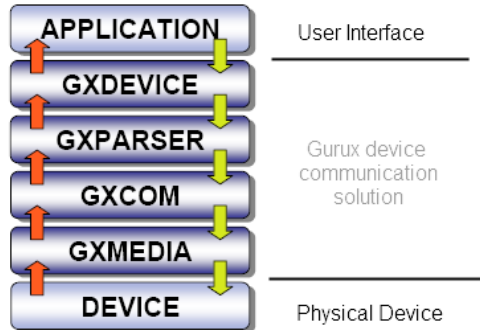 APPLICATION
User Interface
GXDEVICE
GXPARSER
Gurux device
communication
solution
GXCOM
GXMEDIA
DEVICE
Physical Device